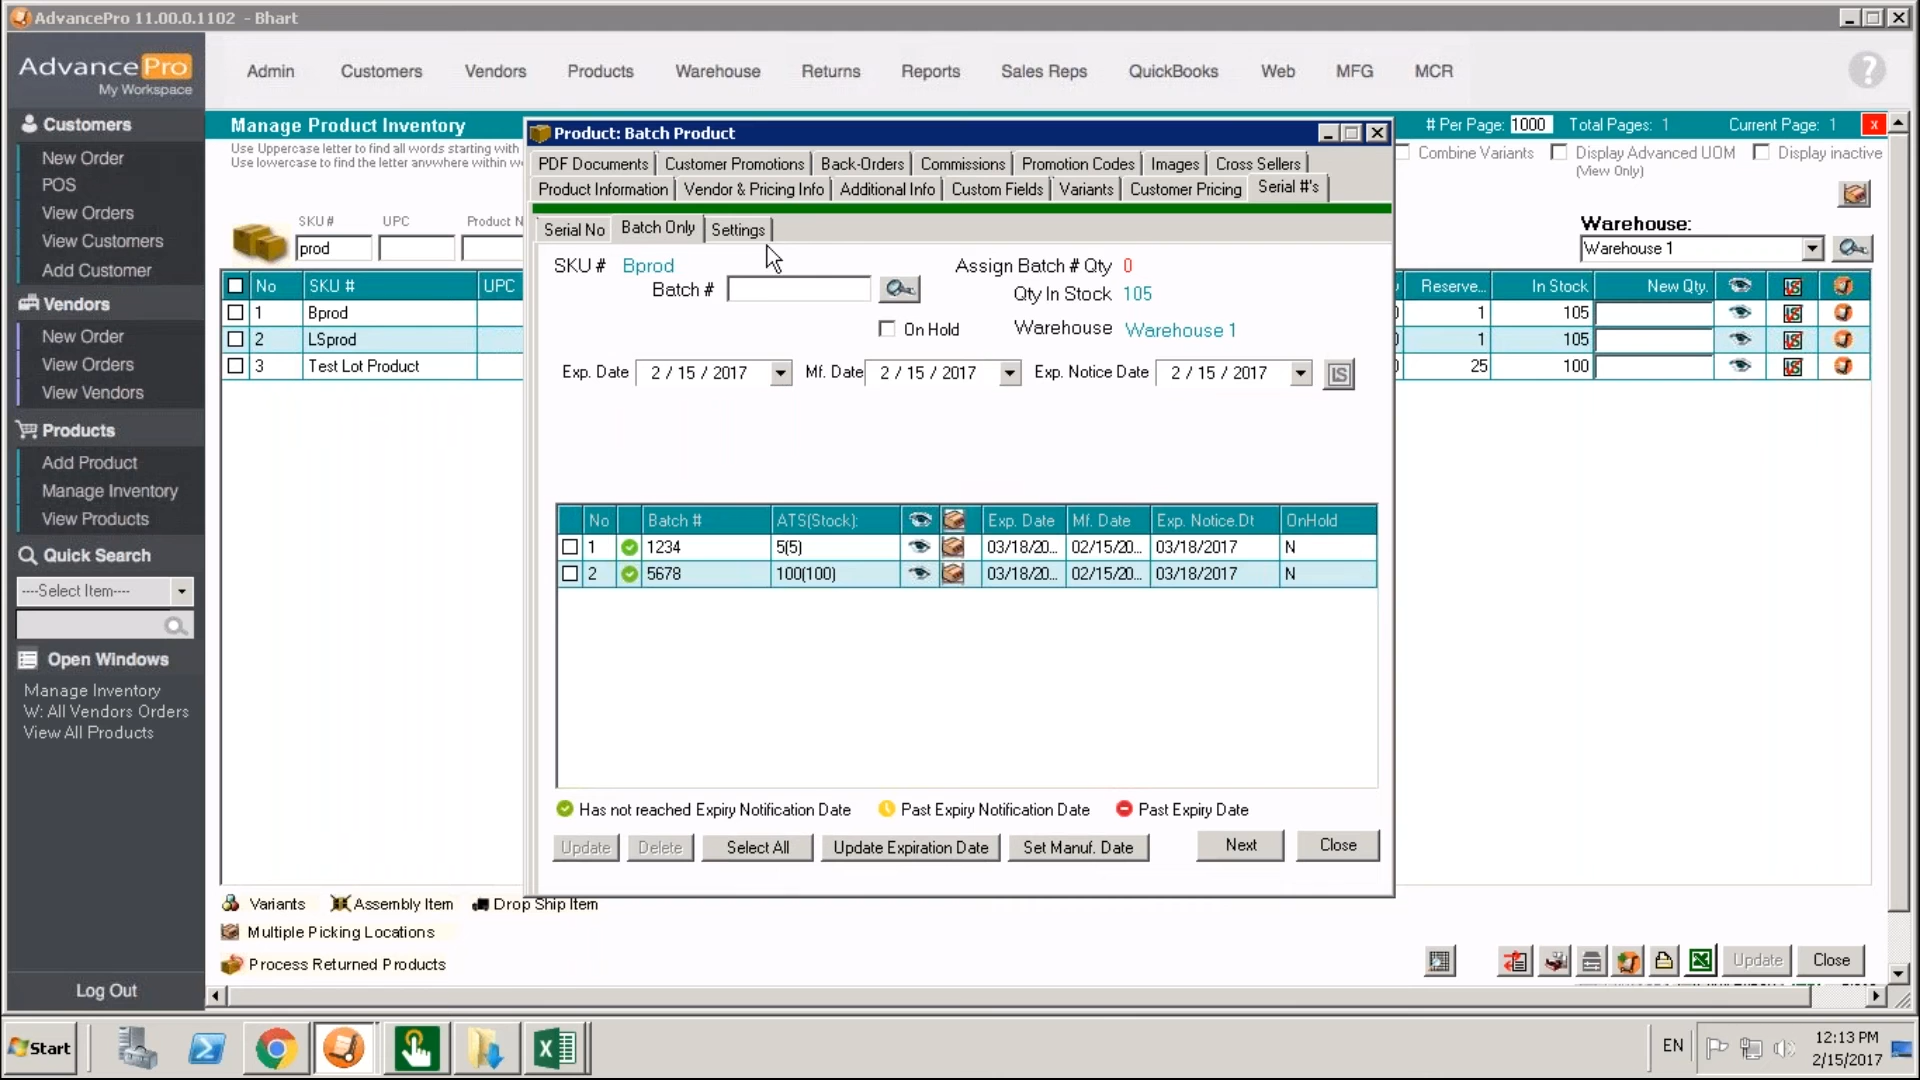 AdvancePro 11.00.0.1102 - Bhart
AdvancePro
My Workspace
Admin Customers Vendors Products Warehouse Returns Reports Sales Reps QuickBooks Web MFG MCR
?
Customers
New Order
POS
View Orders
View Customers
Add Customer
Vendors
New Order
View Orders
View Vendors
Products
Add Product
Manage Inventory
View Products
Quick Search
----Select Item----
Open Windows
Manage Inventory
W: All Vendors Orders
View All Products
Log Out
Manage Product Inventory
# Per Page: 1000 Total Pages: 1 Current Page: 1 x
Use Uppercase letter to find all words starting with
Use lowercase to find the letter anywhere within
Combine Variants Display Advanced UOM Display inactive
(View Only)
SKU # UPC Product N
prod
Warehouse:
Warehouse 1
No SKU # UPC
1 Bprod
2 LSprod
3 Test Lot Product
Reserve... In Stock New Qty.
1 105
1 105
25 100
Product: Batch Product
PDF Documents Customer Promotions Back-Orders Commissions Promotion Codes Images Cross Sellers
Product Information Vendor & Pricing Info Additional Info Custom Fields Variants Customer Pricing Serial #'s
Serial No Batch Only Settings
SKU # Bprod Assign Batch # Qty 0
Batch # Qty In Stock 105
On Hold Warehouse Warehouse 1
Exp. Date 2 / 15 / 2017 Mf. Date 2 / 15 / 2017 Exp. Notice Date 2 / 15 / 2017 LS
No Batch # ATS(Stock): Exp. Date Mf. Date Exp. Notice.Dt OnHold
1 1234 5(5) 03/18/20... 02/15/20... 03/18/2017 N
2 5678 100(100) 03/18/20... 02/15/20... 03/18/2017 N
Has not reached Expiry Notification Date Past Expiry Notification Date Past Expiry Date
Update Delete Select All Update Expiration Date Set Manuf. Date Next Close
Variants Assembly Item Drop Ship Item
Multiple Picking Locations
Process Returned Products
Update Close
Start
EN
12:13 PM
2/15/2017